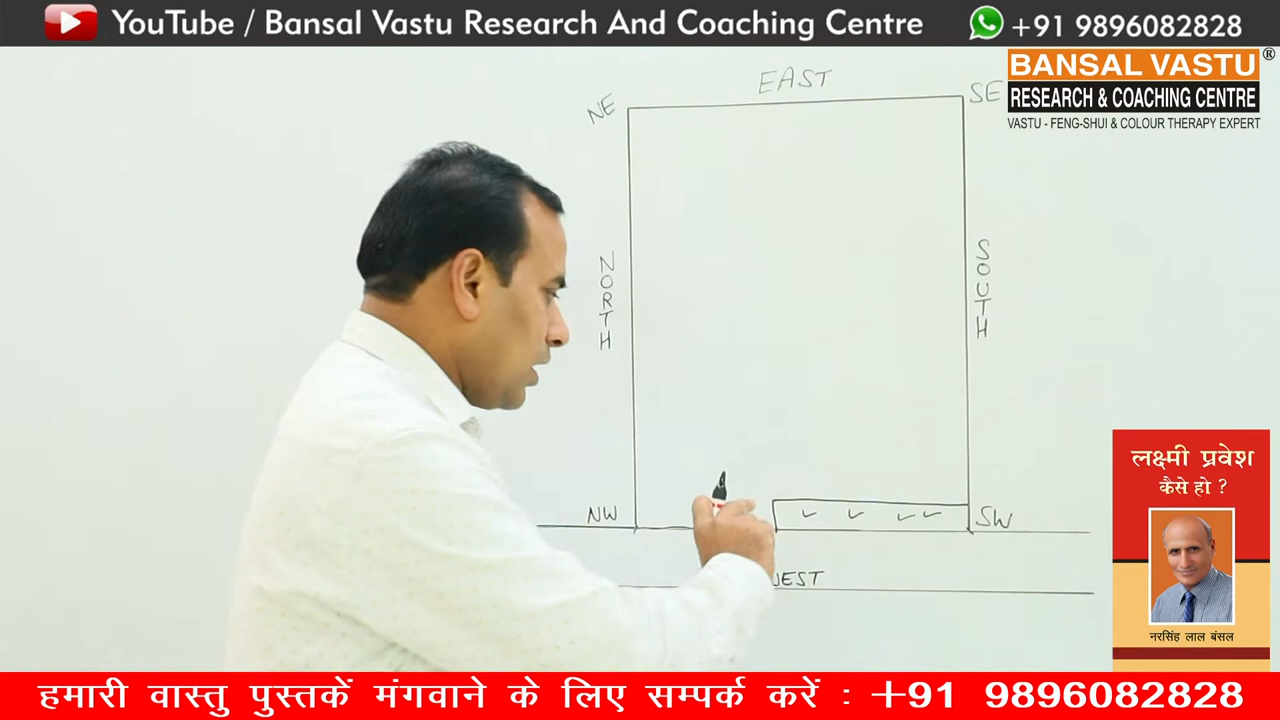 YouTube / Bansal Vastu Research And Coaching Centre
+91 9896082828
BANSAL VASTU®
RESEARCH & COACHING CENTRE
VASTU - FENG-SHUI & COLOUR THERAPY EXPERT
EAST
NE
SE
NORTH
SOUTH
NW
SW
लक्ष्मी प्रवेश
कैसे हो ?
नरसिंह लाल बंसल
हमारी वास्तु पुस्तकें मंगवाने के लिए सम्पर्क करें : +91 9896082828